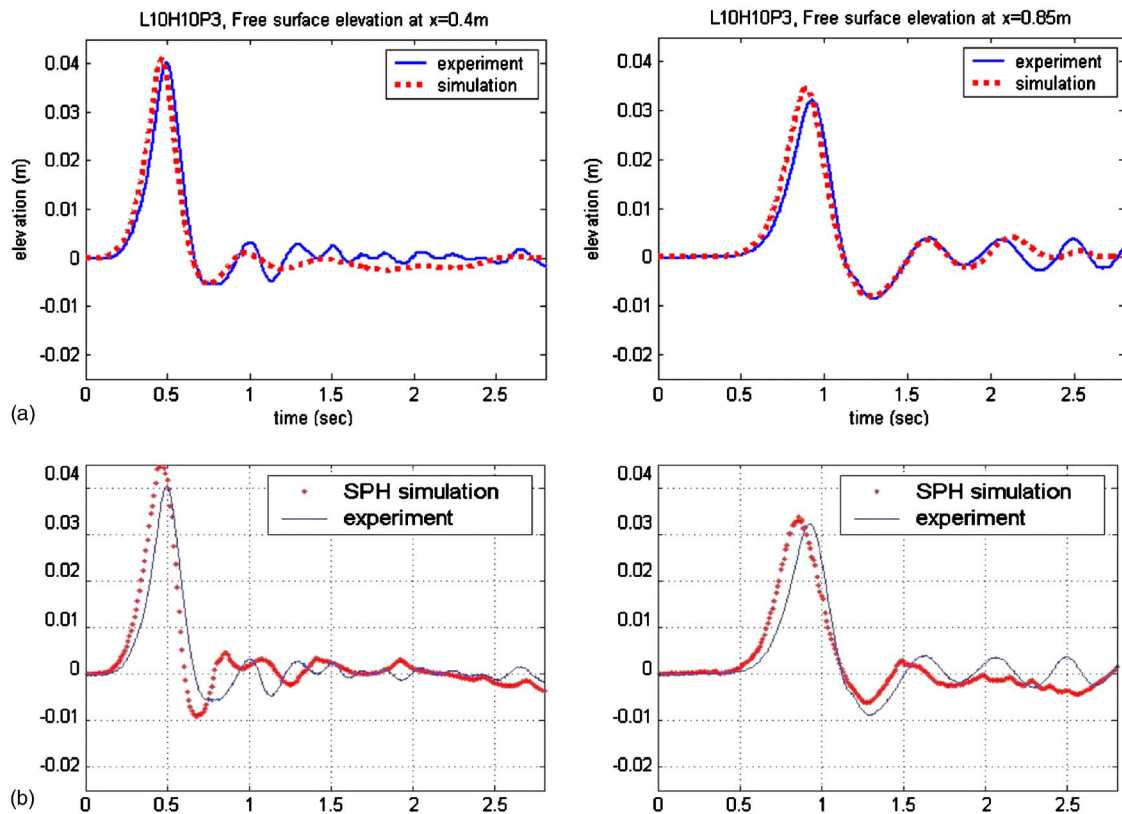 L10H10P3, Free surface elevation at x=0.4m
experiment
simulation
elevation (m)
0.04
0.03
0.02
0.01
0
-0.01
-0.02
0 0.5 1 1.5 2 2.5
time (sec)
L10H10P3, Free surface elevation at x=0.85m
experiment
simulation
elevation (m)
0.04
0.03
0.02
0.01
0
-0.01
-0.02
0 0.5 1 1.5 2 2.5
time (sec)
(a)
SPH simulation
experiment
0.04
0.03
0.02
0.01
0
-0.01
-0.02
0 0.5 1 1.5 2 2.5
SPH simulation
experiment
0.04
0.03
0.02
0.01
0
-0.01
-0.02
0 0.5 1 1.5 2 2.5
(b)